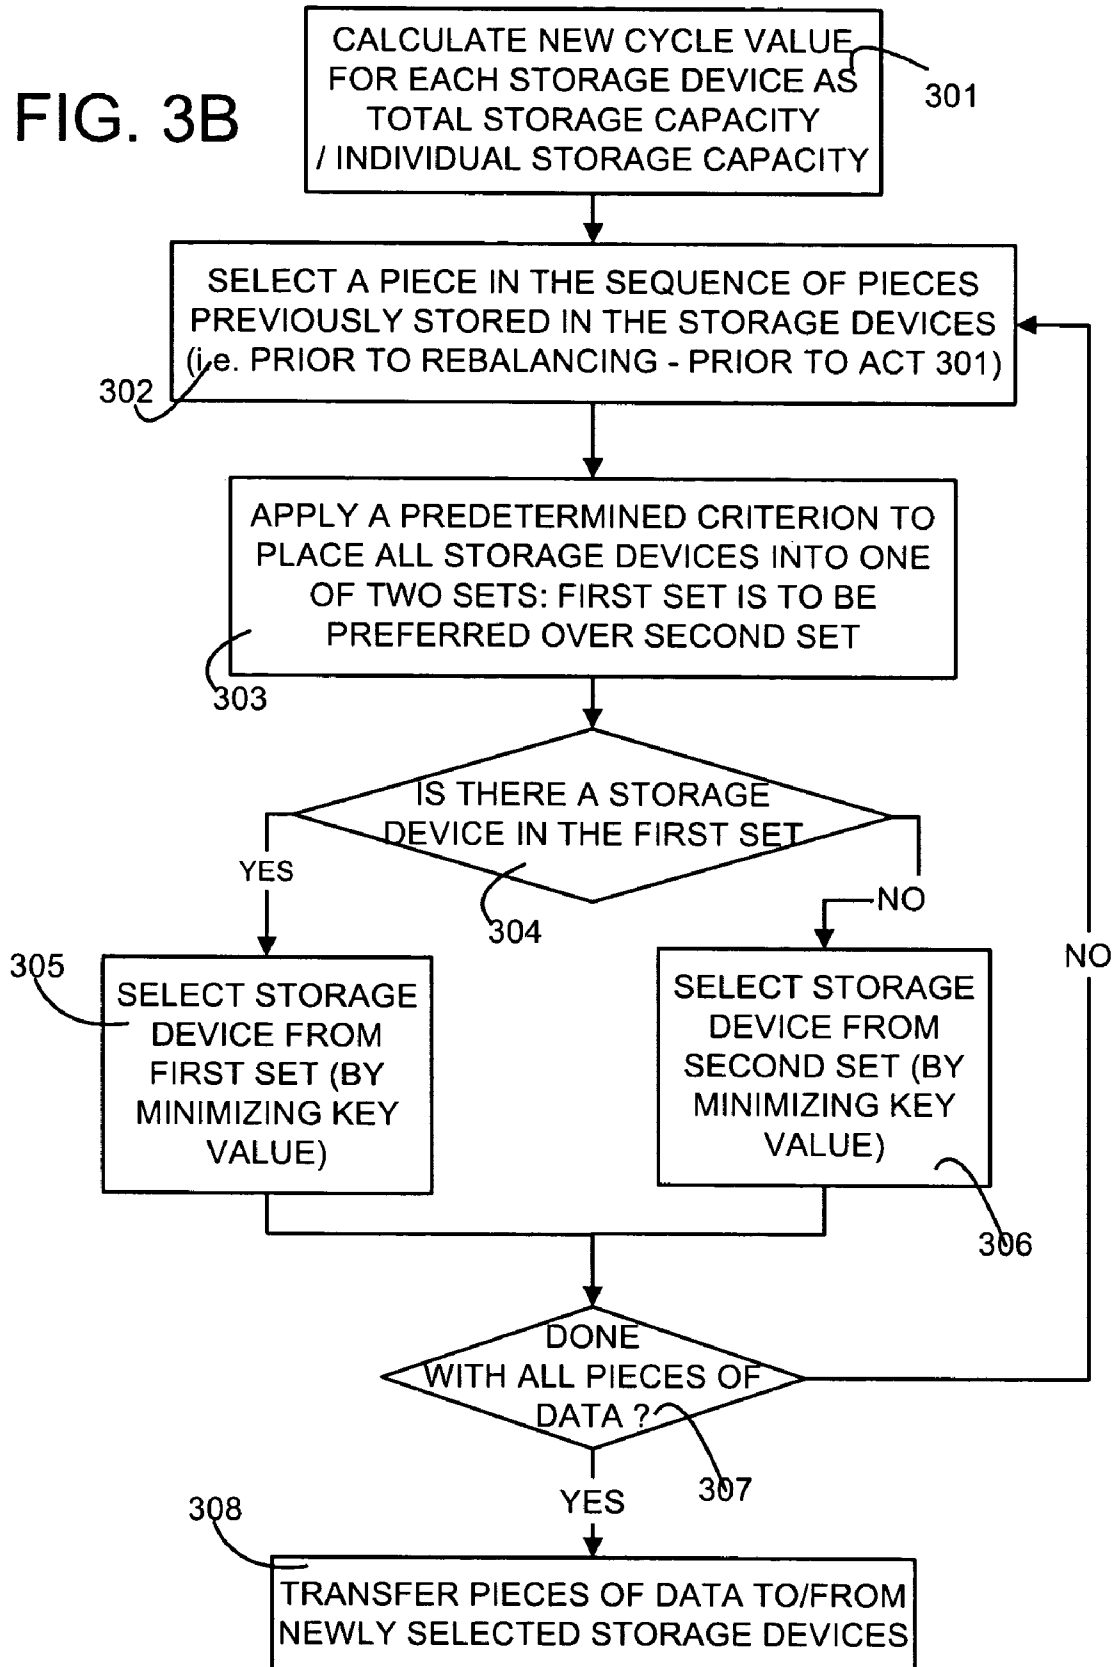 FIG. 3B
CALCULATE NEW CYCLE VALUE
FOR EACH STORAGE DEVICE AS
TOTAL STORAGE CAPACITY
/ INDIVIDUAL STORAGE CAPACITY
301
SELECT A PIECE IN THE SEQUENCE OF PIECES
PREVIOUSLY STORED IN THE STORAGE DEVICES
(i.e. PRIOR TO REBALANCING - PRIOR TO ACT 301)
302
APPLY A PREDETERMINED CRITERION TO
PLACE ALL STORAGE DEVICES INTO ONE
OF TWO SETS: FIRST SET IS TO BE
PREFERRED OVER SECOND SET
303
IS THERE A STORAGE
DEVICE IN THE FIRST SET
304
YES
NO
305
SELECT STORAGE
DEVICE FROM
FIRST SET (BY
MINIMIZING KEY
VALUE)
SELECT STORAGE
DEVICE FROM
SECOND SET (BY
MINIMIZING KEY
VALUE)
306
NO
DONE
WITH ALL PIECES OF
DATA ?
307
YES
308
TRANSFER PIECES OF DATA TO/FROM
NEWLY SELECTED STORAGE DEVICES